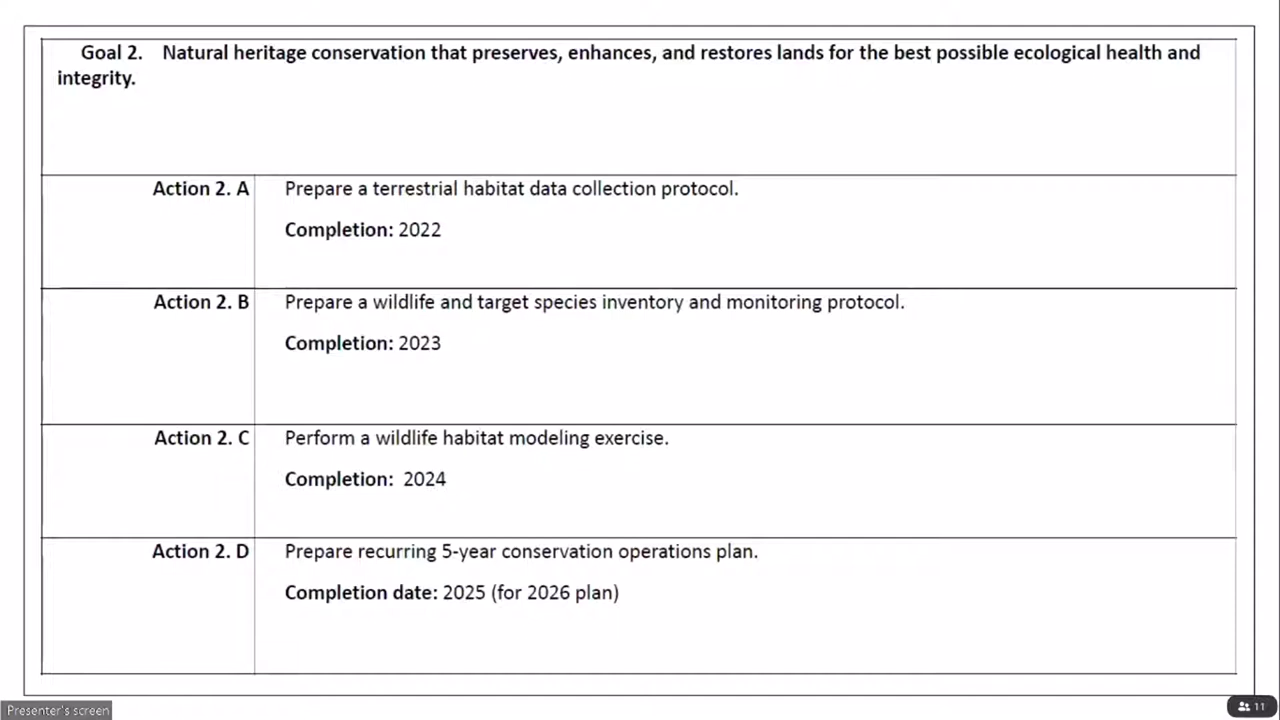 Goal 2. Natural heritage conservation that preserves, enhances, and restores lands for the best possible ecological health and
integrity.
Action 2. A
Prepare a terrestrial habitat data collection protocol.
Completion: 2022
Action 2. B
Prepare a wildlife and target species inventory and monitoring protocol.
Completion: 2023
Action 2. C
Perform a wildlife habitat modeling exercise.
Completion: 2024
Action 2. D
Prepare recurring 5-year conservation operations plan.
Completion date: 2025 (for 2026 plan)
Presenter's screen
11